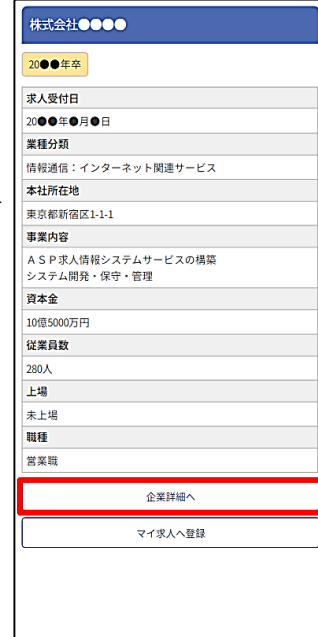 株式会社●●●●
20●●年卒
求人受付日
20●●年●月●日
業種分類
情報通信：インターネット関連サービス
本社所在地
東京都新宿区1-1-1
事業内容
ＡＳＰ求人情報システムサービスの構築
システム開発・保守・管理
資本金
10億5000万円
従業員数
280人
上場
未上場
職種
営業職
企業詳細へ
マイ求人へ登録